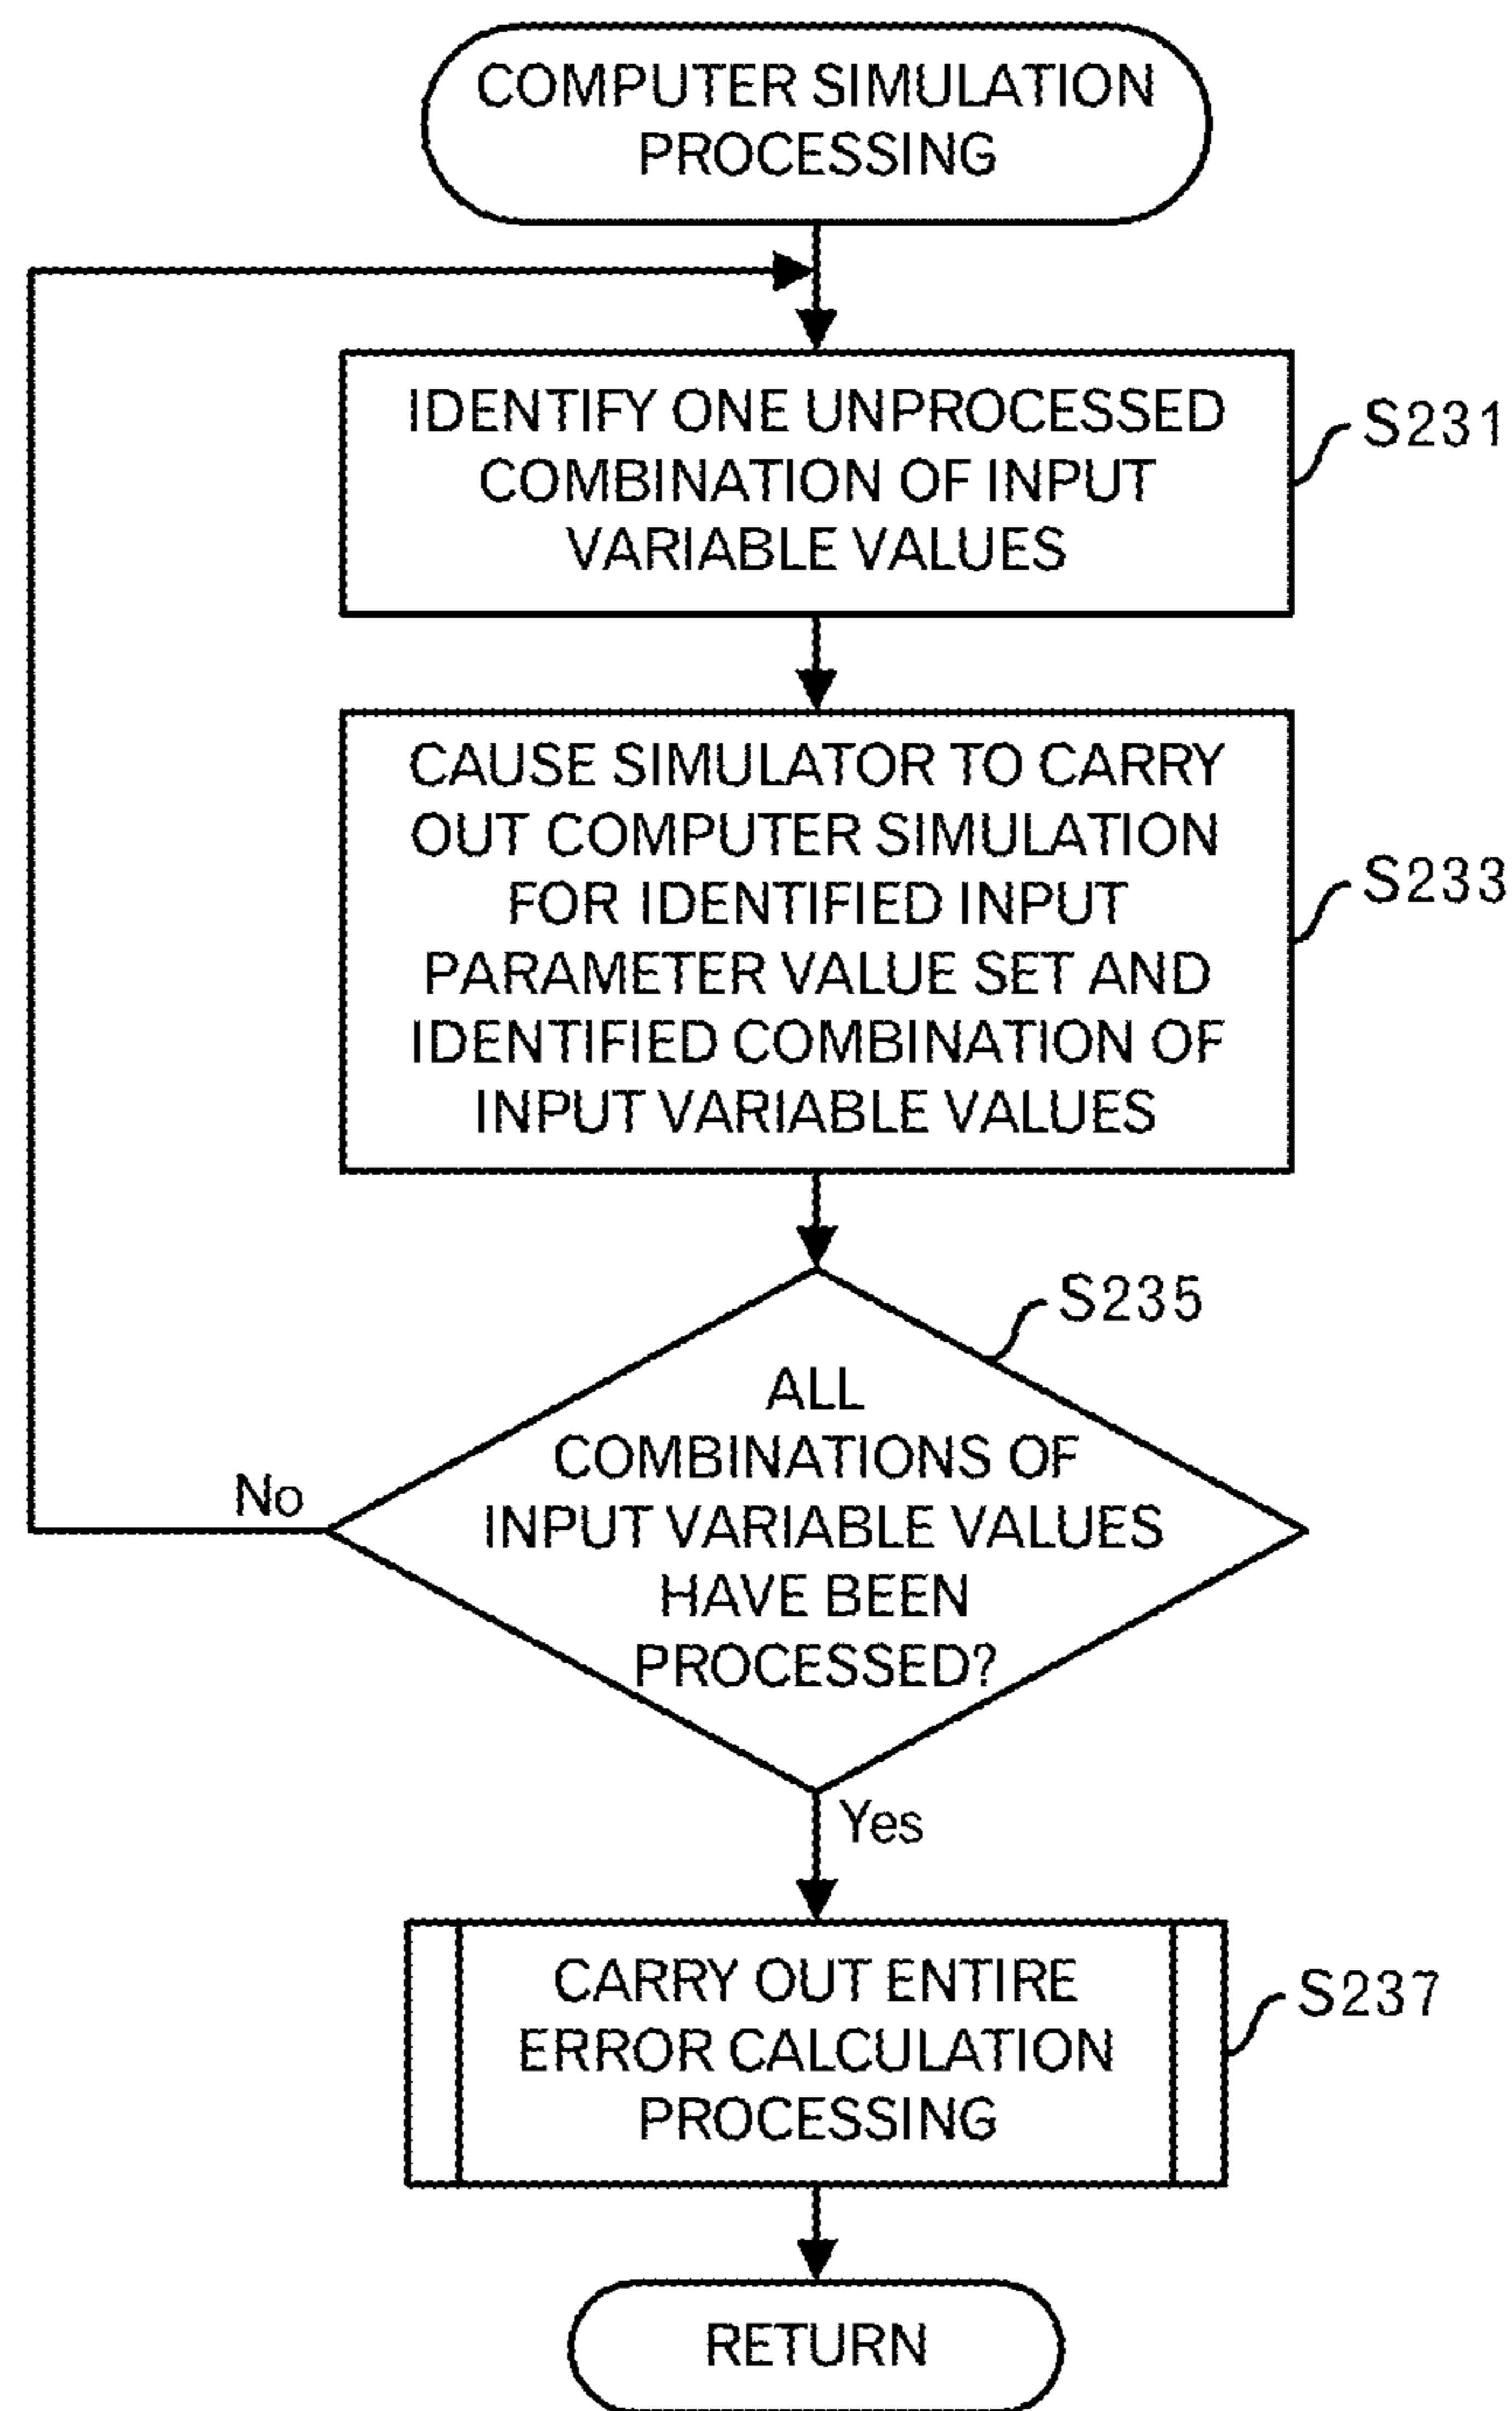 COMPUTER SIMULATION
PROCESSING
IDENTIFY ONE UNPROCESSED
COMBINATION OF INPUT
VARIABLE VALUES
S231
CAUSE SIMULATOR TO CARRY
OUT COMPUTER SIMULATION
FOR IDENTIFIED INPUT
PARAMETER VALUE SET AND
IDENTIFIED COMBINATION OF
INPUT VARIABLE VALUES
S233
S235
ALL
COMBINATIONS OF
INPUT VARIABLE VALUES
HAVE BEEN
PROCESSED?
No
Yes
CARRY OUT ENTIRE
ERROR CALCULATION
PROCESSING
S237
RETURN